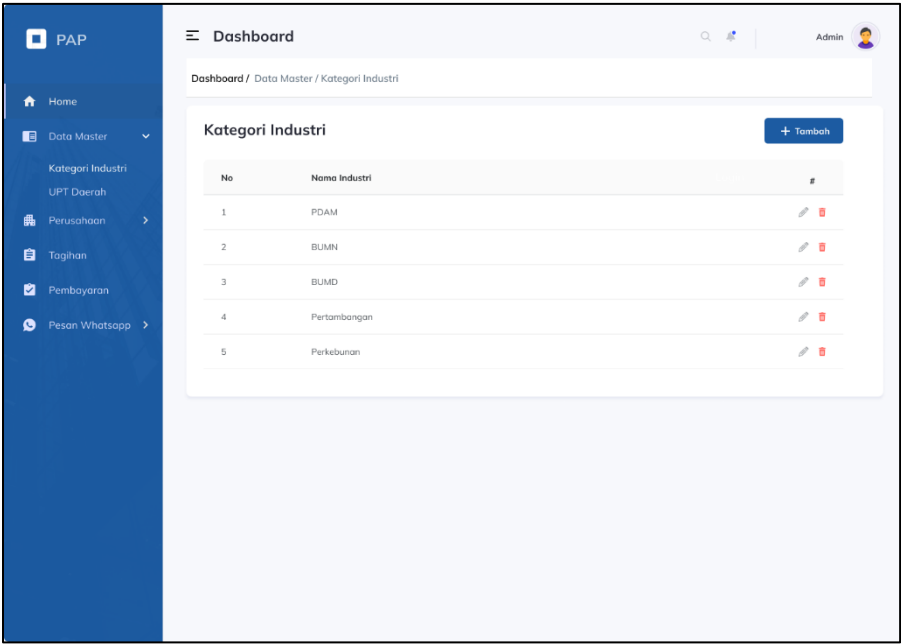 PAP
Home
Data Master
Kategori Industri
UPT Daerah
Perusahaan
Tagihan
Pembayaran
Pesan Whatsapp
Dashboard
Admin
Dashboard / Data Master / Kategori Industri
Kategori Industri
+ Tambah
No Nama Industri #
1 PDAM
2 BUMN
3 BUMD
4 Pertambangan
5 Perkebunan